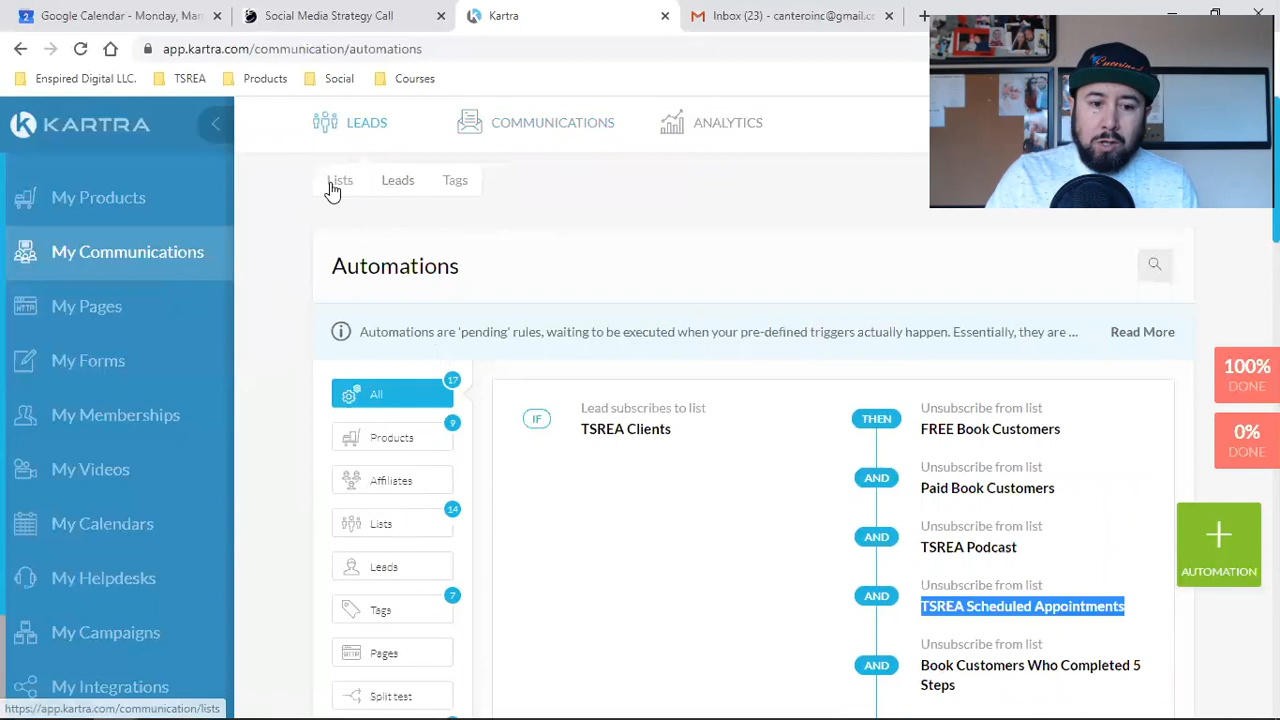 Google Calendar - Monday, Mar
Social Media Strategy Call
Kartra
Inbox (23) - canteroinc@gmail.c
app.kartra.com/communication/automations
Enspired Digital LLC.
TSREA
Products
Social
Courses
KARTRA
LEADS
COMMUNICATIONS
ANALYTICS
Lists
Leads
Tags
My Products
My Communications
My Pages
My Forms
My Memberships
My Videos
My Calendars
My Helpdesks
My Campaigns
My Integrations
Automations
Automations are 'pending' rules, waiting to be executed when your pre-defined triggers actually happen. Essentially, they are ...
Read More
All
17
Products
9
Affiliates
Lists
14
Leads
Tags
7
Pages
Split test
IF
Lead subscribes to list
TSREA Clients
THEN
Unsubscribe from list
FREE Book Customers
AND
Unsubscribe from list
Paid Book Customers
AND
Unsubscribe from list
TSREA Podcast
AND
Unsubscribe from list
TSREA Scheduled Appointments
AND
Unsubscribe from list
Book Customers Who Completed 5
Steps
100%
DONE
0%
DONE
AUTOMATION
https://app.kartra.com/communication/lists